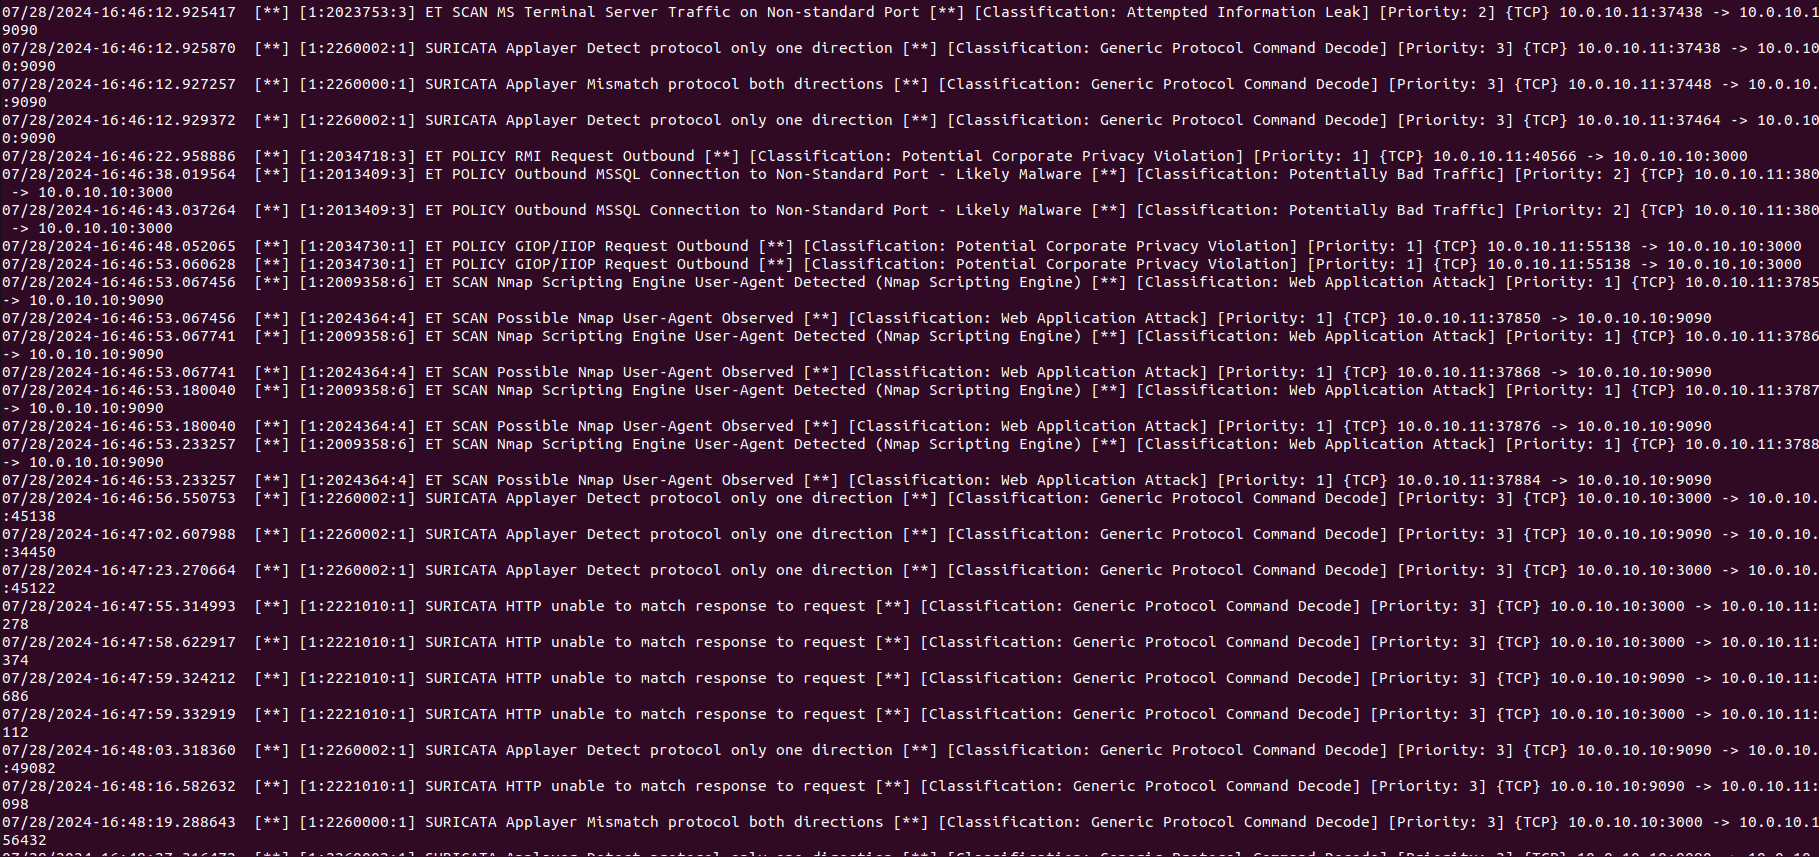 07/28/2024-16:46:12.925417  [**] [1:2023753:3] ET SCAN MS Terminal Server Traffic on Non-standard Port [**] [Classification: Attempted Information Leak] [Priority: 2] {TCP} 10.0.10.11:37438 -> 10.0.10.1
9090
07/28/2024-16:46:12.925870  [**] [1:2260002:1] SURICATA Applayer Detect protocol only one direction [**] [Classification: Generic Protocol Command Decode] [Priority: 3] {TCP} 10.0.10.11:37438 -> 10.0.10
0:9090
07/28/2024-16:46:12.927257  [**] [1:2260000:1] SURICATA Applayer Mismatch protocol both directions [**] [Classification: Generic Protocol Command Decode] [Priority: 3] {TCP} 10.0.10.11:37448 -> 10.0.10.
:9090
07/28/2024-16:46:12.929372  [**] [1:2260002:1] SURICATA Applayer Detect protocol only one direction [**] [Classification: Generic Protocol Command Decode] [Priority: 3] {TCP} 10.0.10.11:37464 -> 10.0.10
0:9090
07/28/2024-16:46:22.958886  [**] [1:2034718:3] ET POLICY RMI Request Outbound [**] [Classification: Potential Corporate Privacy Violation] [Priority: 1] {TCP} 10.0.10.11:40566 -> 10.0.10.10:3000
07/28/2024-16:46:38.019564  [**] [1:2013409:3] ET POLICY Outbound MSSQL Connection to Non-Standard Port - Likely Malware [**] [Classification: Potentially Bad Traffic] [Priority: 2] {TCP} 10.0.10.11:380
 -> 10.0.10.10:3000
07/28/2024-16:46:43.037264  [**] [1:2013409:3] ET POLICY Outbound MSSQL Connection to Non-Standard Port - Likely Malware [**] [Classification: Potentially Bad Traffic] [Priority: 2] {TCP} 10.0.10.11:380
 -> 10.0.10.10:3000
07/28/2024-16:46:48.052065  [**] [1:2034730:1] ET POLICY GIOP/IIOP Request Outbound [**] [Classification: Potential Corporate Privacy Violation] [Priority: 1] {TCP} 10.0.10.11:55138 -> 10.0.10.10:3000
07/28/2024-16:46:53.060628  [**] [1:2034730:1] ET POLICY GIOP/IIOP Request Outbound [**] [Classification: Potential Corporate Privacy Violation] [Priority: 1] {TCP} 10.0.10.11:55138 -> 10.0.10.10:3000
07/28/2024-16:46:53.067456  [**] [1:2009358:6] ET SCAN Nmap Scripting Engine User-Agent Detected (Nmap Scripting Engine) [**] [Classification: Web Application Attack] [Priority: 1] {TCP} 10.0.10.11:3785
-> 10.0.10.10:9090
07/28/2024-16:46:53.067456  [**] [1:2024364:4] ET SCAN Possible Nmap User-Agent Observed [**] [Classification: Web Application Attack] [Priority: 1] {TCP} 10.0.10.11:37850 -> 10.0.10.10:9090
07/28/2024-16:46:53.067741  [**] [1:2009358:6] ET SCAN Nmap Scripting Engine User-Agent Detected (Nmap Scripting Engine) [**] [Classification: Web Application Attack] [Priority: 1] {TCP} 10.0.10.11:3786
-> 10.0.10.10:9090
07/28/2024-16:46:53.067741  [**] [1:2024364:4] ET SCAN Possible Nmap User-Agent Observed [**] [Classification: Web Application Attack] [Priority: 1] {TCP} 10.0.10.11:37868 -> 10.0.10.10:9090
07/28/2024-16:46:53.180040  [**] [1:2009358:6] ET SCAN Nmap Scripting Engine User-Agent Detected (Nmap Scripting Engine) [**] [Classification: Web Application Attack] [Priority: 1] {TCP} 10.0.10.11:3787
-> 10.0.10.10:9090
07/28/2024-16:46:53.180040  [**] [1:2024364:4] ET SCAN Possible Nmap User-Agent Observed [**] [Classification: Web Application Attack] [Priority: 1] {TCP} 10.0.10.11:37876 -> 10.0.10.10:9090
07/28/2024-16:46:53.233257  [**] [1:2009358:6] ET SCAN Nmap Scripting Engine User-Agent Detected (Nmap Scripting Engine) [**] [Classification: Web Application Attack] [Priority: 1] {TCP} 10.0.10.11:3788
-> 10.0.10.10:9090
07/28/2024-16:46:53.233257  [**] [1:2024364:4] ET SCAN Possible Nmap User-Agent Observed [**] [Classification: Web Application Attack] [Priority: 1] {TCP} 10.0.10.11:37884 -> 10.0.10.10:9090
07/28/2024-16:46:56.550753  [**] [1:2260002:1] SURICATA Applayer Detect protocol only one direction [**] [Classification: Generic Protocol Command Decode] [Priority: 3] {TCP} 10.0.10.10:3000 -> 10.0.10.
:45138
07/28/2024-16:47:02.607988  [**] [1:2260002:1] SURICATA Applayer Detect protocol only one direction [**] [Classification: Generic Protocol Command Decode] [Priority: 3] {TCP} 10.0.10.10:9090 -> 10.0.10.
:34450
07/28/2024-16:47:23.270664  [**] [1:2260002:1] SURICATA Applayer Detect protocol only one direction [**] [Classification: Generic Protocol Command Decode] [Priority: 3] {TCP} 10.0.10.10:3000 -> 10.0.10.
:45122
07/28/2024-16:47:55.314993  [**] [1:2221010:1] SURICATA HTTP unable to match response to request [**] [Classification: Generic Protocol Command Decode] [Priority: 3] {TCP} 10.0.10.10:3000 -> 10.0.10.11:
278
07/28/2024-16:47:58.622917  [**] [1:2221010:1] SURICATA HTTP unable to match response to request [**] [Classification: Generic Protocol Command Decode] [Priority: 3] {TCP} 10.0.10.10:3000 -> 10.0.10.11:
374
07/28/2024-16:47:59.324212  [**] [1:2221010:1] SURICATA HTTP unable to match response to request [**] [Classification: Generic Protocol Command Decode] [Priority: 3] {TCP} 10.0.10.10:9090 -> 10.0.10.11:
686
07/28/2024-16:47:59.332919  [**] [1:2221010:1] SURICATA HTTP unable to match response to request [**] [Classification: Generic Protocol Command Decode] [Priority: 3] {TCP} 10.0.10.10:3000 -> 10.0.10.11:
112
07/28/2024-16:48:03.318360  [**] [1:2260002:1] SURICATA Applayer Detect protocol only one direction [**] [Classification: Generic Protocol Command Decode] [Priority: 3] {TCP} 10.0.10.10:9090 -> 10.0.10.
:49082
07/28/2024-16:48:16.582632  [**] [1:2221010:1] SURICATA HTTP unable to match response to request [**] [Classification: Generic Protocol Command Decode] [Priority: 3] {TCP} 10.0.10.10:9090 -> 10.0.10.11:
098
07/28/2024-16:48:19.288643  [**] [1:2260000:1] SURICATA Applayer Mismatch protocol both directions [**] [Classification: Generic Protocol Command Decode] [Priority: 3] {TCP} 10.0.10.10:3000 -> 10.0.10.1
56432